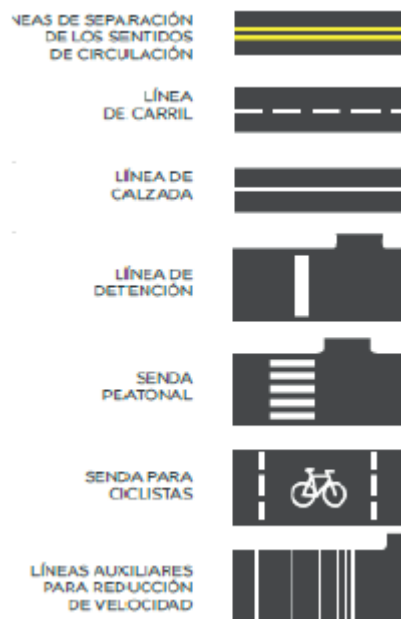 NEAS DE SEPARACIÓN
DE LOS SENTIDOS
DE CIRCULACIÓN
LÍNEA
DE CARRIL
LÍNEA DE
CALZADA
LÍNEA DE
DETENCIÓN
SENDA
PEATONAL
SENDA PARA
CICLISTAS
LÍNEAS AUXILIARES
PARA REDUCCIÓN
DE VELOCIDAD